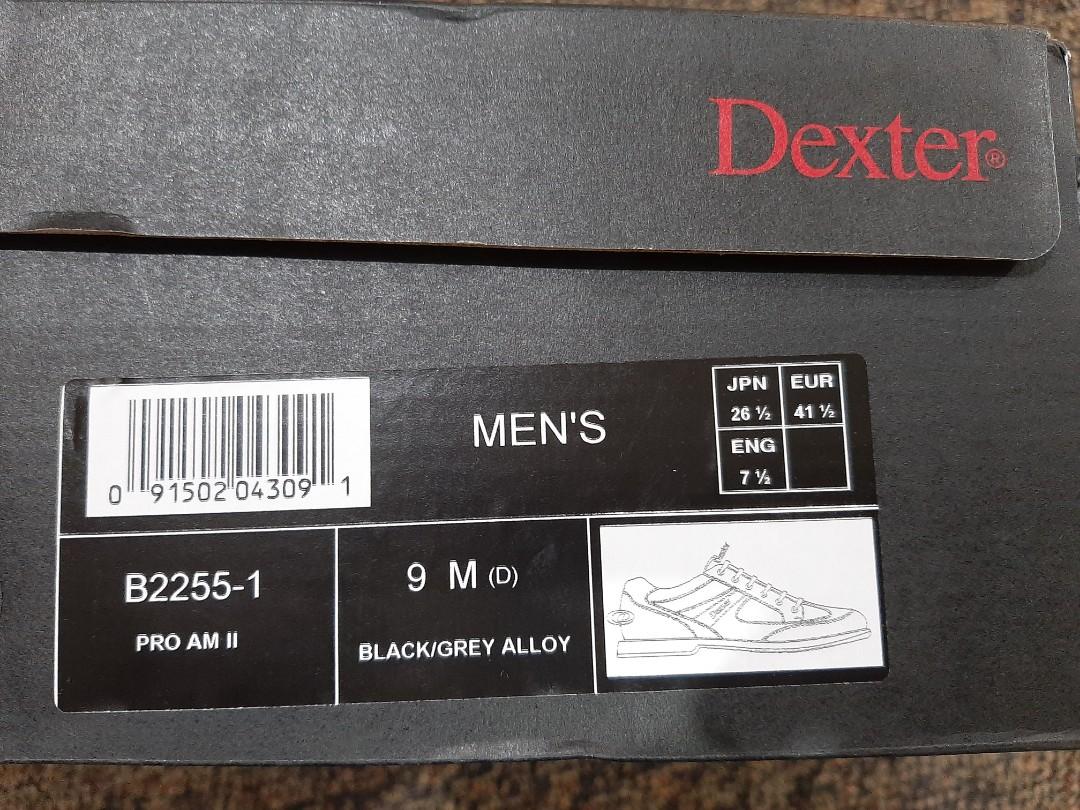 Dexter®
0 91502 04309 1
MEN'S
JPN EUR
26 ½ 41 ½
ENG
7 ½
B2255-1
PRO AM II
9 M (D)
BLACK/GREY ALLOY
Dexter